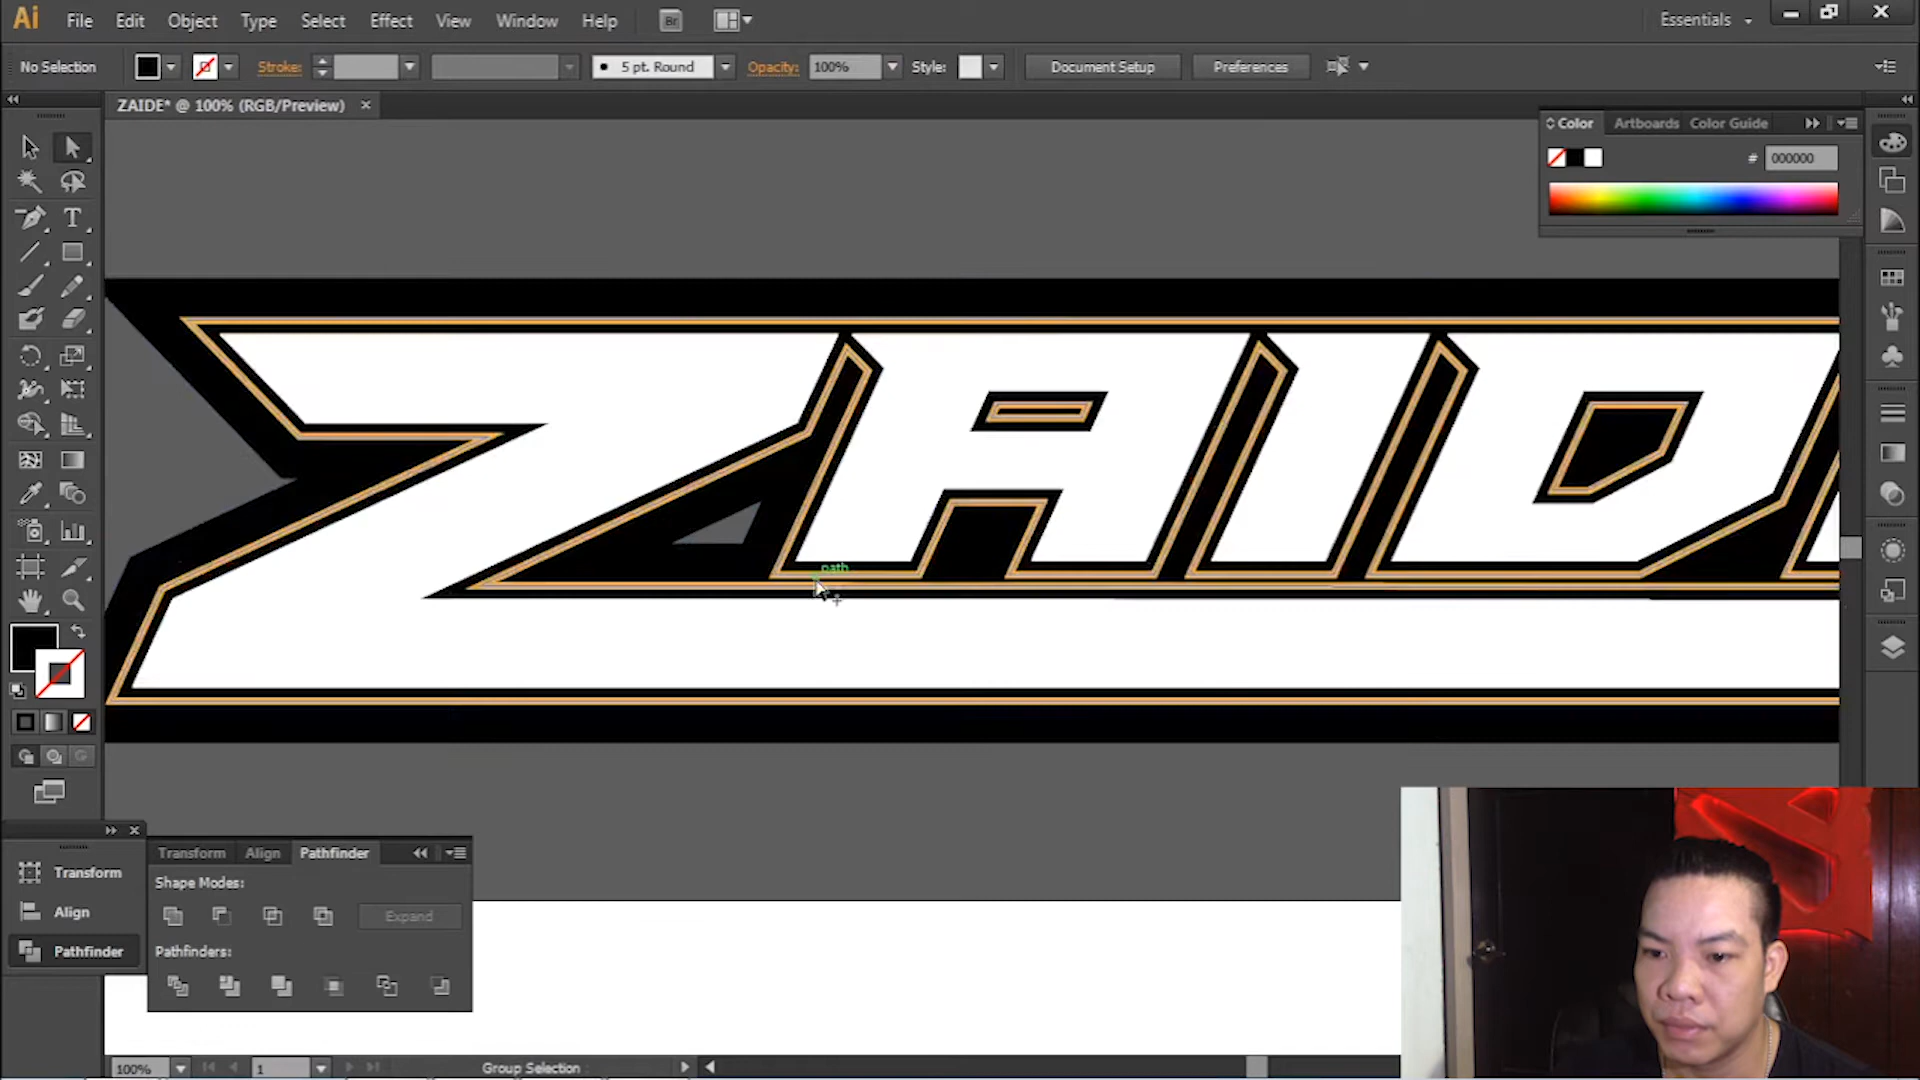 Ai File Edit Object Type Select Effect View Window Help Br Essentials
No Selection Stroke: 5 pt. Round Opacity: 100% Style: Document Setup Preferences
ZAIDE* @ 100% (RGB/Preview)
Color Artboards Color Guide
# 000000
ZAID
path
Transform Align Pathfinder
Shape Modes:
Expand
Pathfinders:
Transform
Align
Pathfinder
100% 1 Group Selection